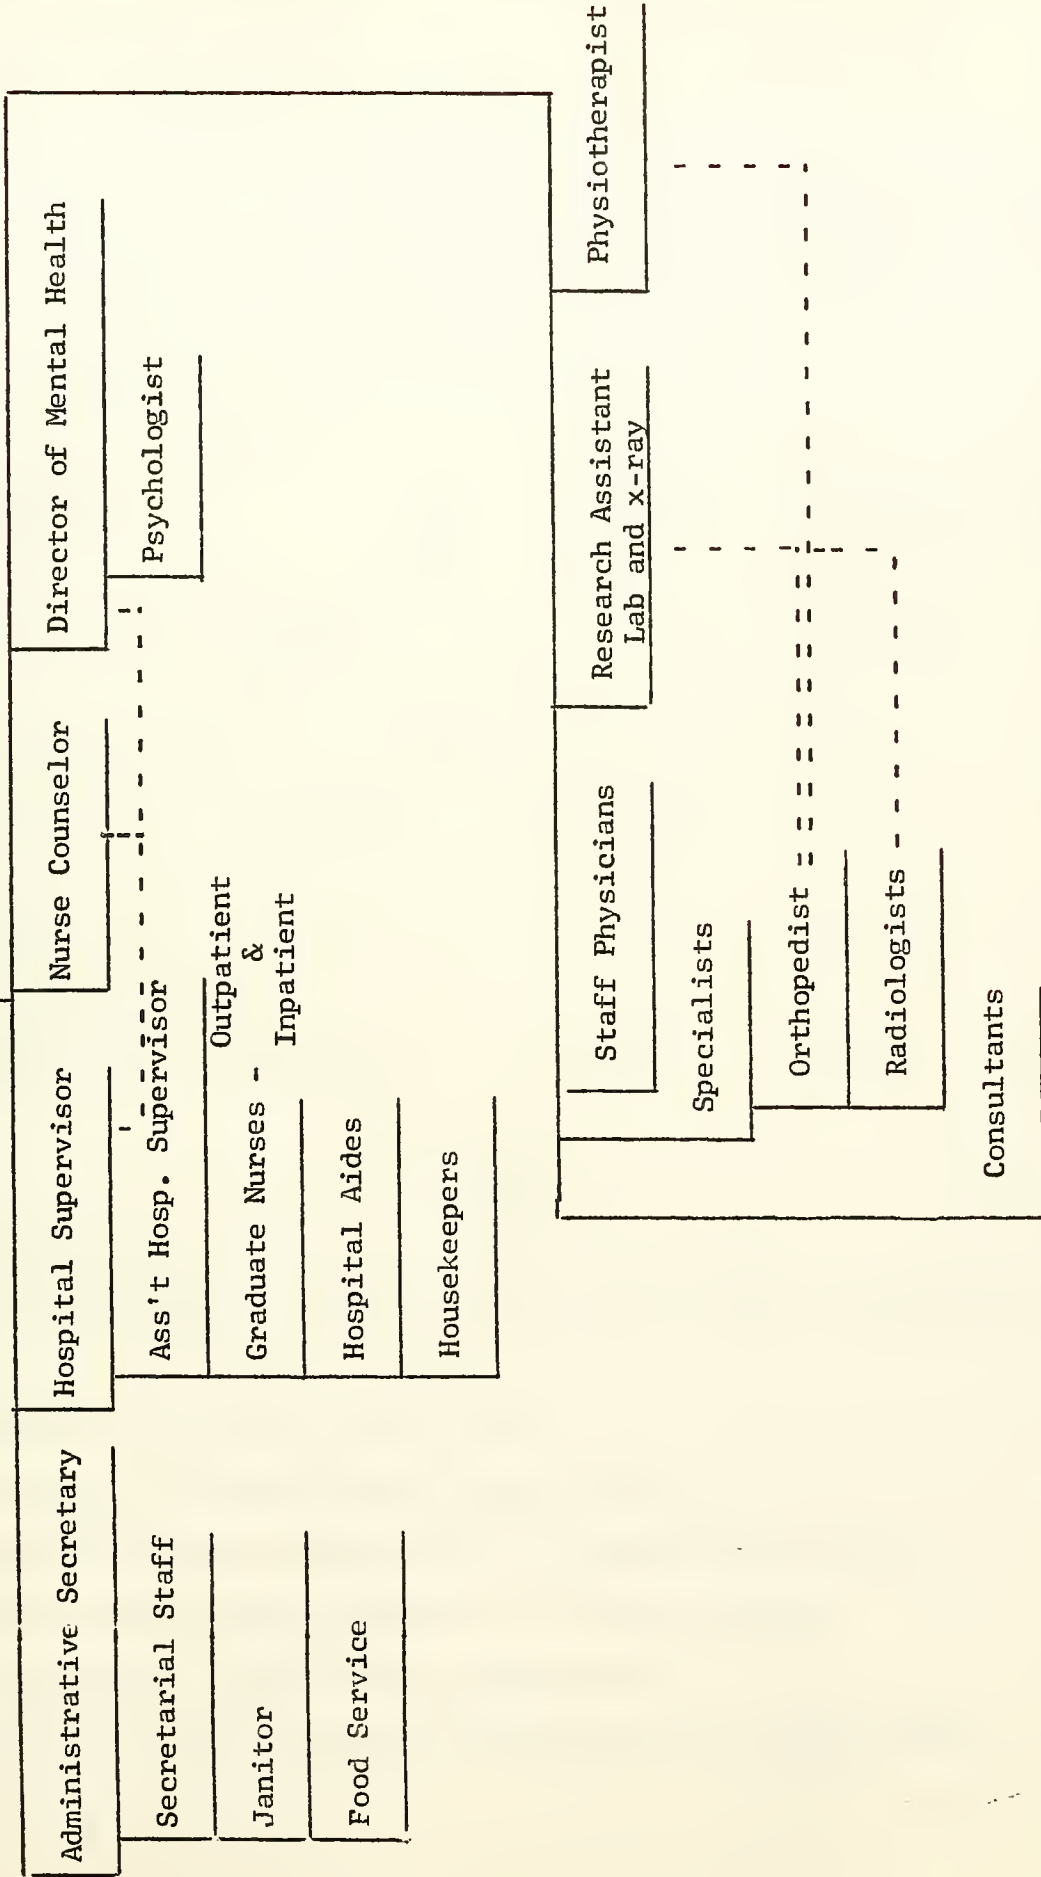 Administrative Secretary
Secretarial Staff
Janitor
Food Service
Hospital Supervisor
Ass't Hosp. Supervisor
Graduate Nurses - Outpatient
&
Inpatient
Hospital Aides
Housekeepers
Nurse Counselor
Director of Mental Health
Psychologist
Staff Physicians
Specialists
Orthopedist
Radiologists
Consultants
Research Assistant
Lab and x-ray
Physiotherapist